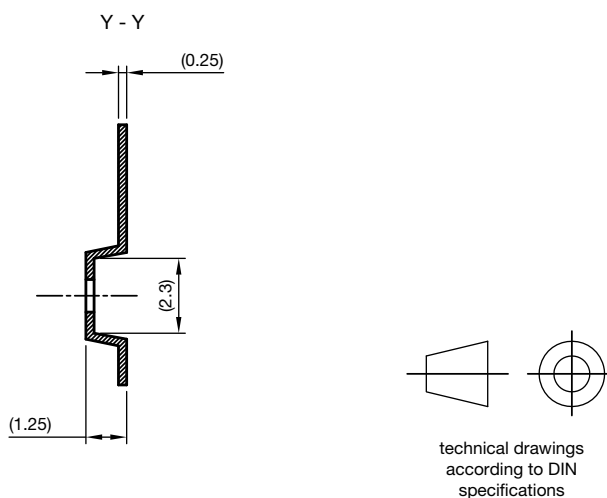 Y - Y
(0.25)
(2.3)
(1.25)
technical drawings
according to DIN
specifications